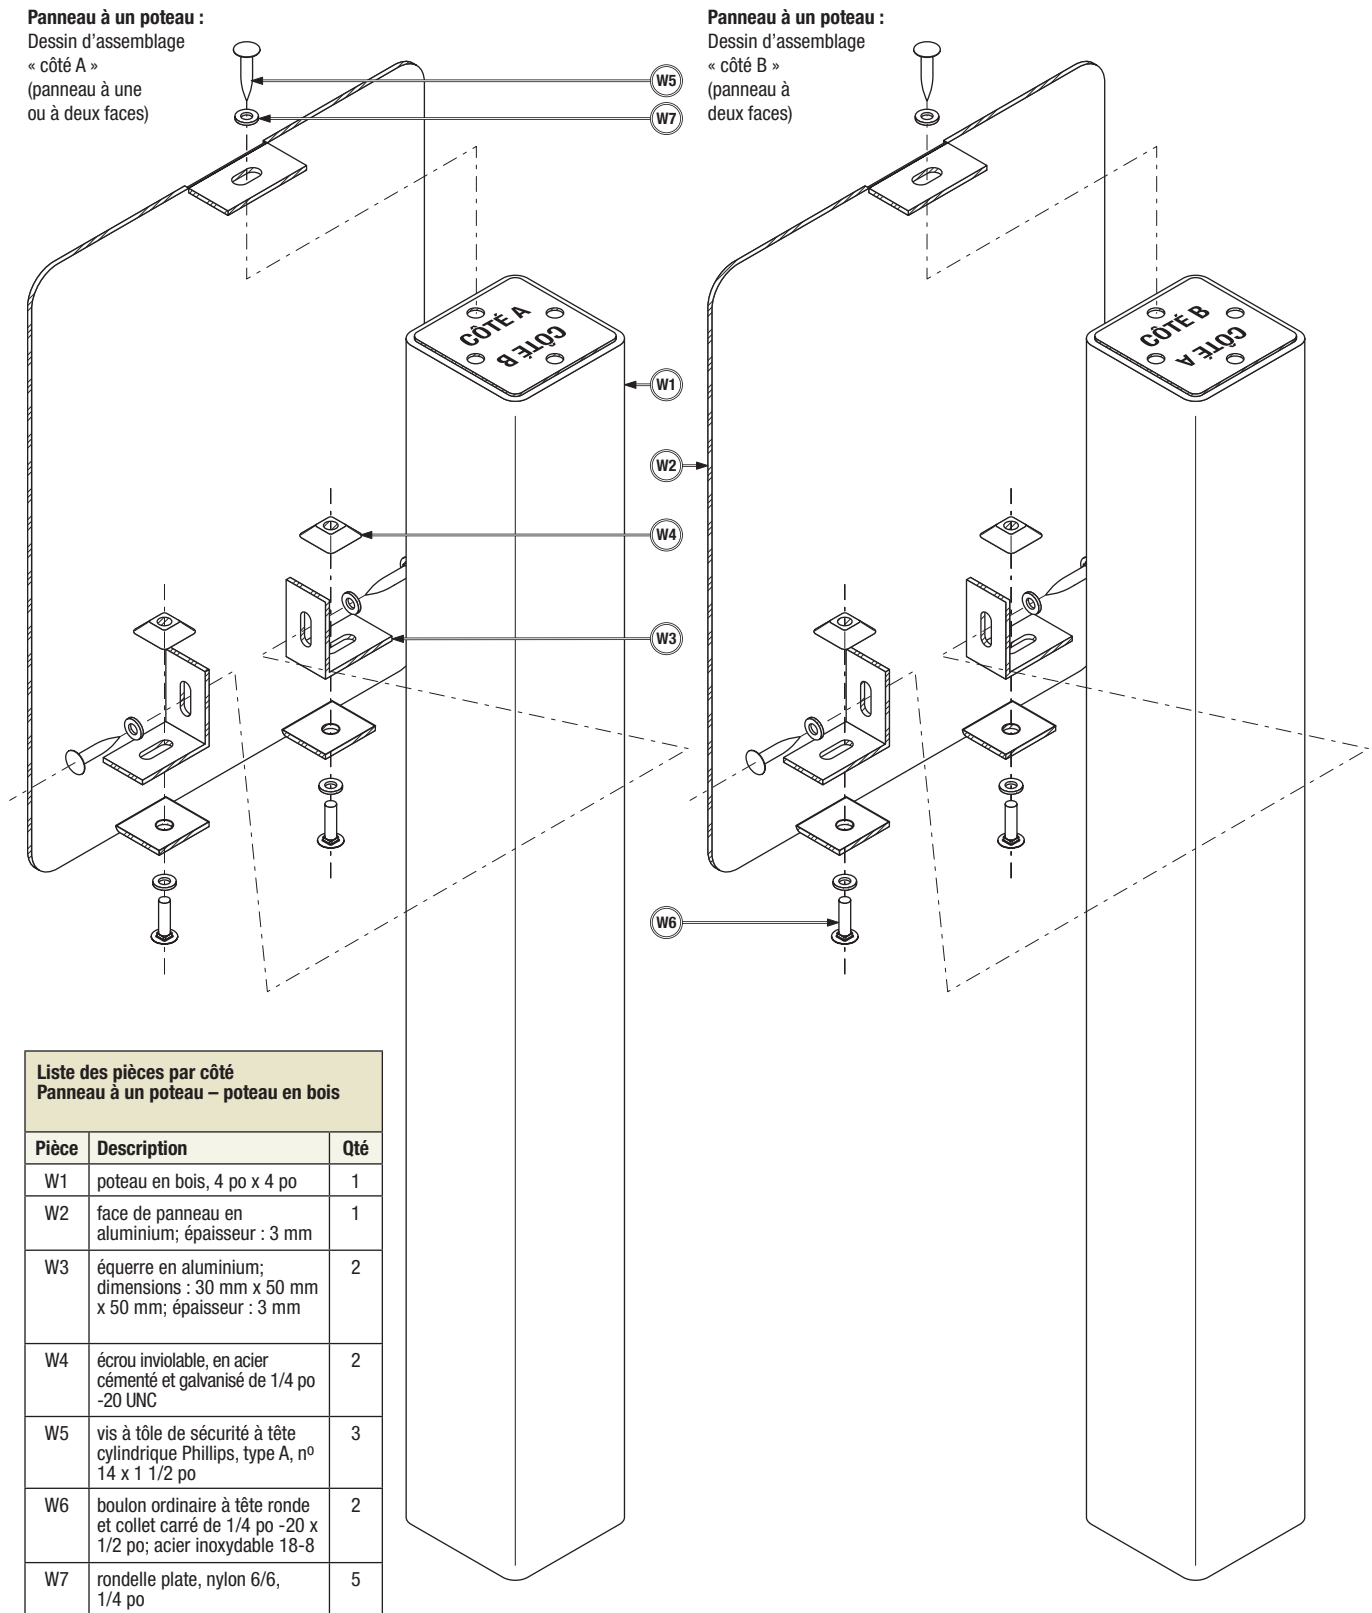 Panneau à un poteau :
Dessin d’assemblage
« côté A »
(panneau à une
ou à deux faces)
Panneau à un poteau :
Dessin d’assemblage
« côté B »
(panneau à
deux faces)
W5
W7
CÔTÉ A
CÔTÉ B
CÔTÉ B
CÔTÉ A
W1
W2
W4
W3
W6
Liste des pièces par côté
Panneau à un poteau – poteau en bois
Pièce Description Qté
W1 poteau en bois, 4 po x 4 po 1
W2 face de panneau en 1
aluminium; épaisseur : 3 mm
W3 équerre en aluminium; 2
dimensions : 30 mm x 50 mm
x 50 mm; épaisseur : 3 mm
W4 écrou inviolable, en acier 2
cémenté et galvanisé de 1/4 po
-20 UNC
W5 vis à tôle de sécurité à tête 3
cylindrique Phillips, type A, nº
14 x 1 1/2 po
W6 boulon ordinaire à tête ronde 2
et collet carré de 1/4 po -20 x
1/2 po; acier inoxydable 18-8
W7 rondelle plate, nylon 6/6, 5
1/4 po